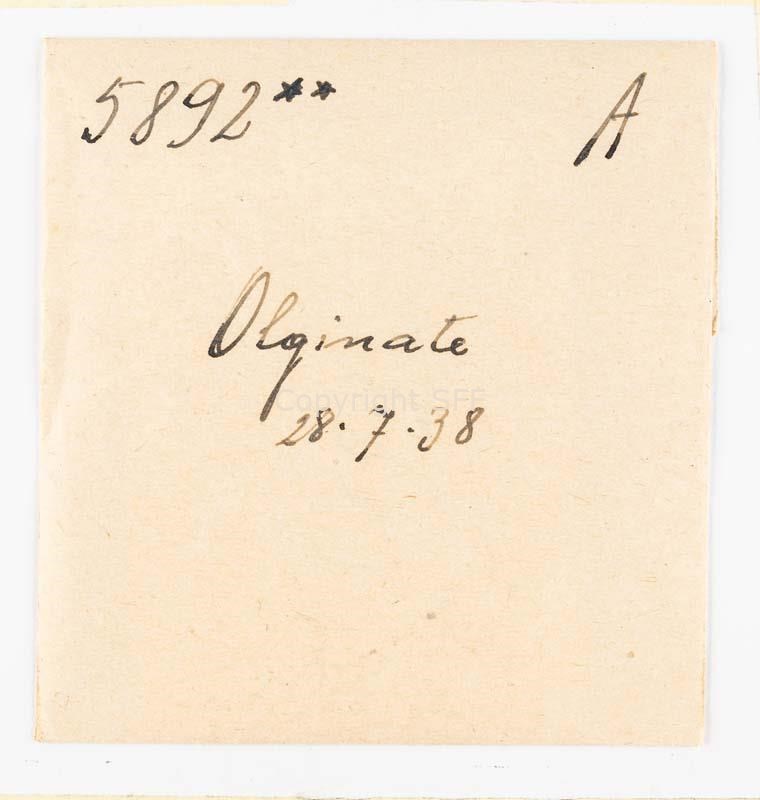 5892** A
Olginate
Copyright SFF
28.7.38